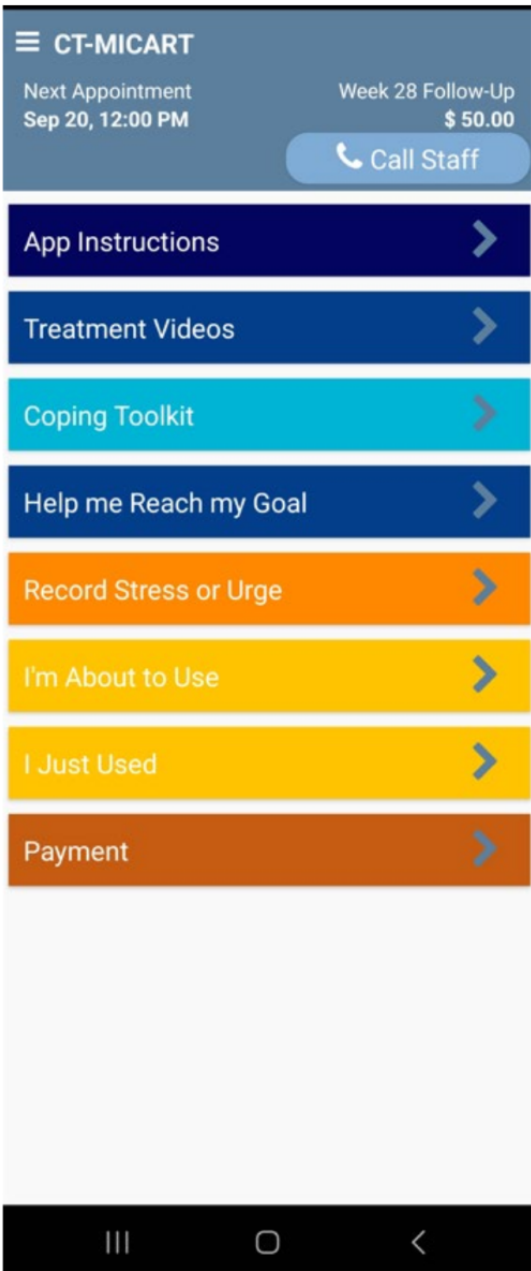 CT-MICART
Next Appointment
Week 28 Follow-Up
Sep 20, 12:00 PM
$ 50.00
Call Staff
App Instructions
Treatment Videos
Coping Toolkit
Help me Reach my Goal
Record Stress or Urge
I'm About to Use
I Just Used
Payment